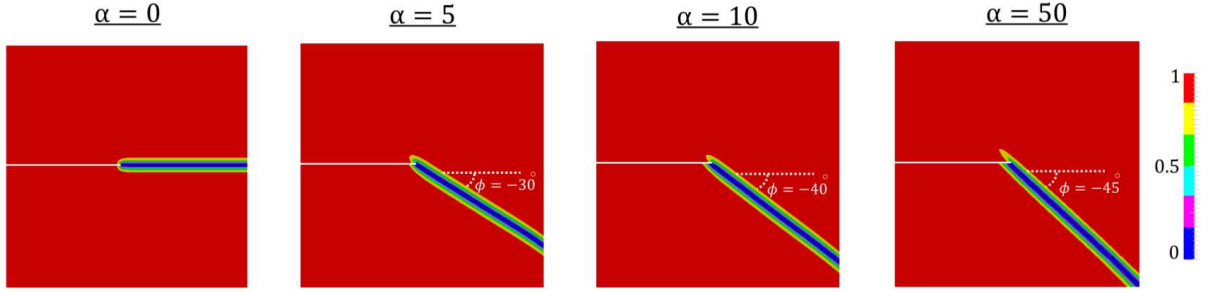 α = 0
α = 5
α = 10
α = 50
ϕ = −30°
ϕ = −40°
ϕ = −45°
1
0.5
0